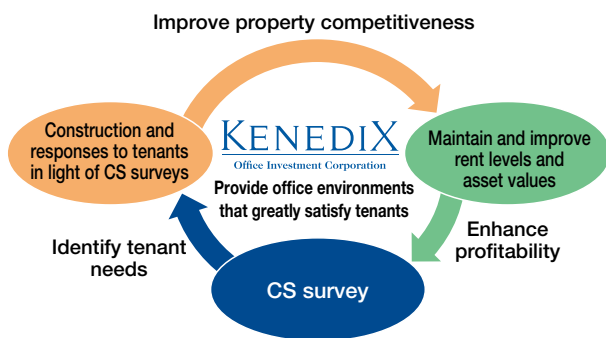 Improve property competitiveness
Construction and
responses to tenants
in light of CS surveys
KENEDIX
Office Investment Corporation
Provide office environments
that greatly satisfy tenants
Maintain and improve
rent levels and
asset values
Identify tenant
needs
Enhance
profitability
CS survey